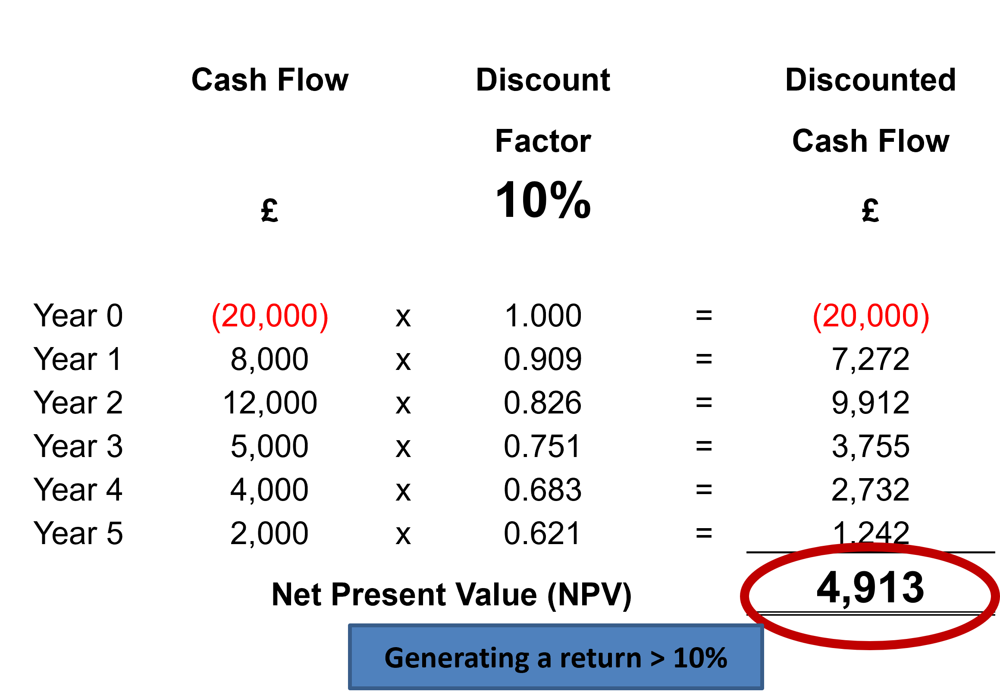 Cash Flow Discount Discounted
Factor Cash Flow
£ 10% £
Year 0 (20,000) x 1.000 = (20,000)
Year 1 8,000 x 0.909 = 7,272
Year 2 12,000 x 0.826 = 9,912
Year 3 5,000 x 0.751 = 3,755
Year 4 4,000 x 0.683 = 2,732
Year 5 2,000 x 0.621 = 1,242
Net Present Value (NPV) 4,913
Generating a return > 10%